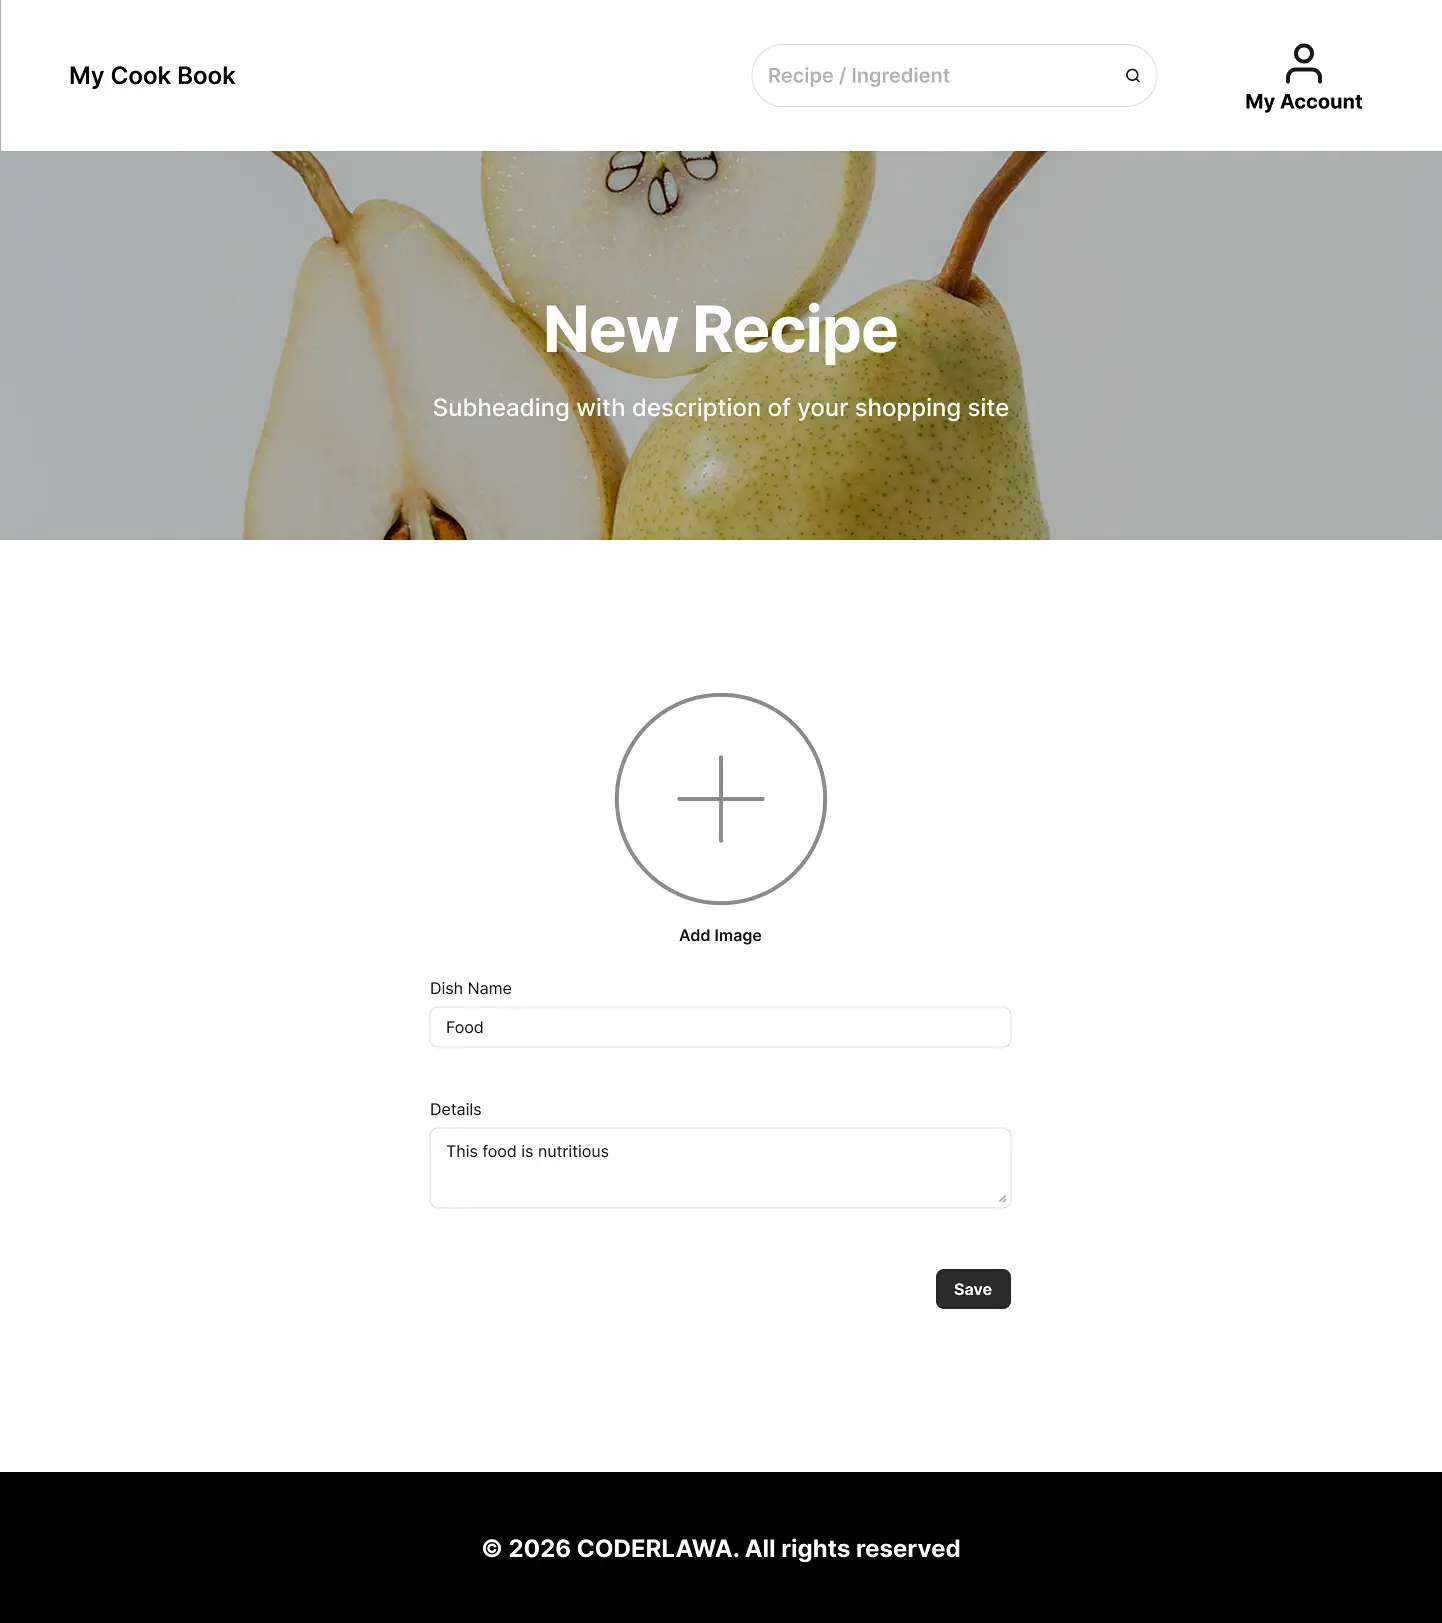 My Cook Book
Recipe / Ingredient
My Account
New Recipe
Subheading with description of your shopping site
Add Image
Dish Name
Food
Details
This food is nutritious
Save
© 2026 CODERLAWA. All rights reserved